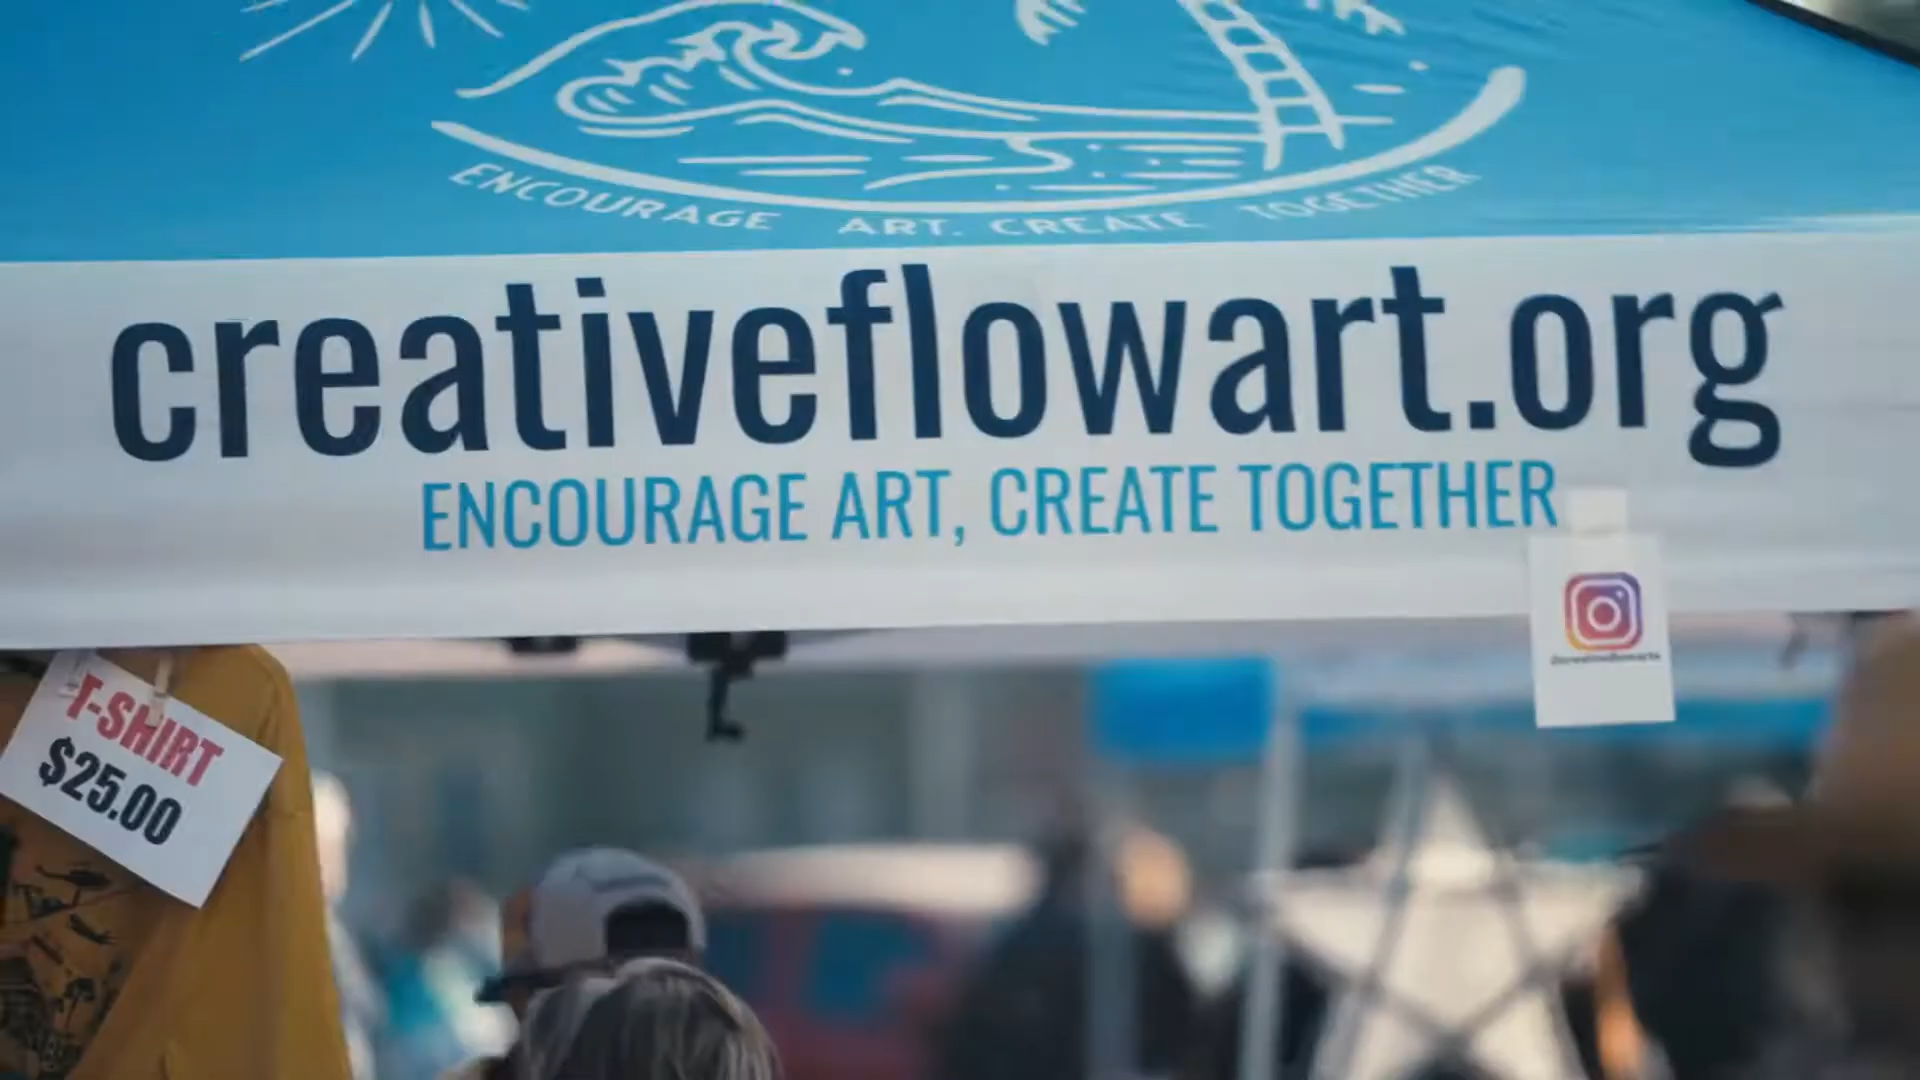 ENCOURAGE ART. CREATE TOGETHER
creativeflowart.org
ENCOURAGE ART, CREATE TOGETHER
T-SHIRT
$25.00